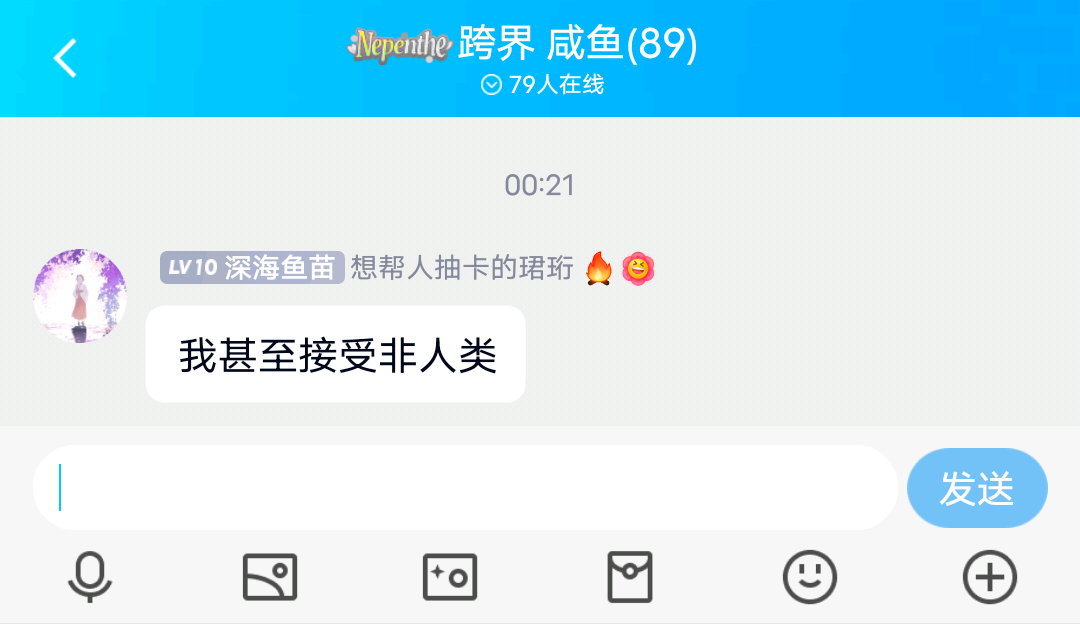 Nepenthe 跨界 咸鱼(89)
79人在线
00:21
LV10 深海鱼苗 想帮人抽卡的珺珩 🔥
我甚至接受非人类
发送